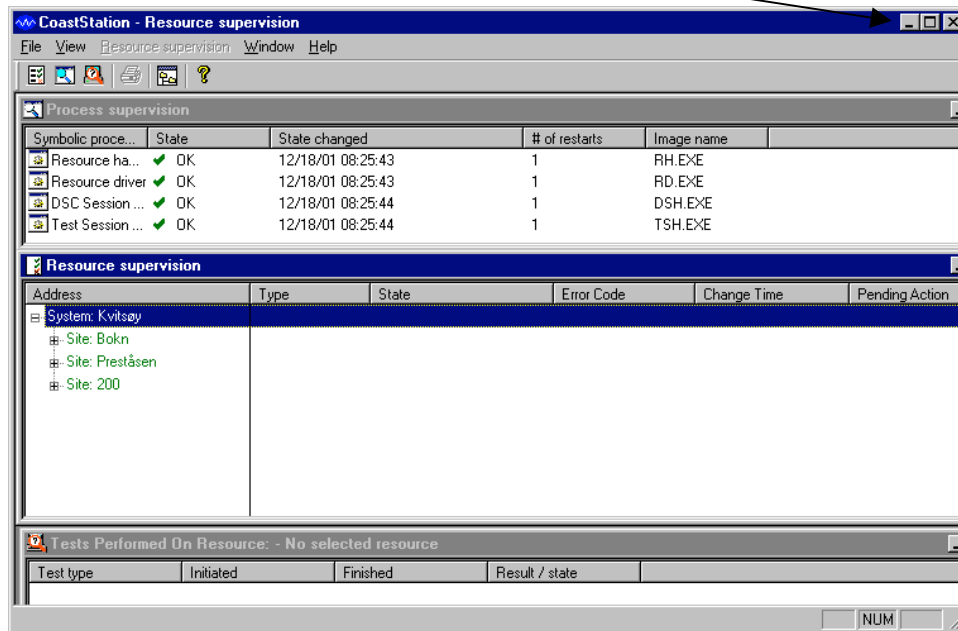 CoastStation - Resource supervision
File View Resource supervision Window Help
Process supervision
Symbolic proce... State State changed # of restarts Image name
Resource ha... OK 12/18/01 08:25:43 1 RH.EXE
Resource driver OK 12/18/01 08:25:43 1 RD.EXE
DSC Session ... OK 12/18/01 08:25:44 1 DSH.EXE
Test Session ... OK 12/18/01 08:25:44 1 TSH.EXE
Resource supervision
Address Type State Error Code Change Time Pending Action
System: Kvitsøy
Site: Bokn
Site: Preståsen
Site: 200
Tests Performed On Resource: - No selected resource
Test type Initiated Finished Result / state
NUM